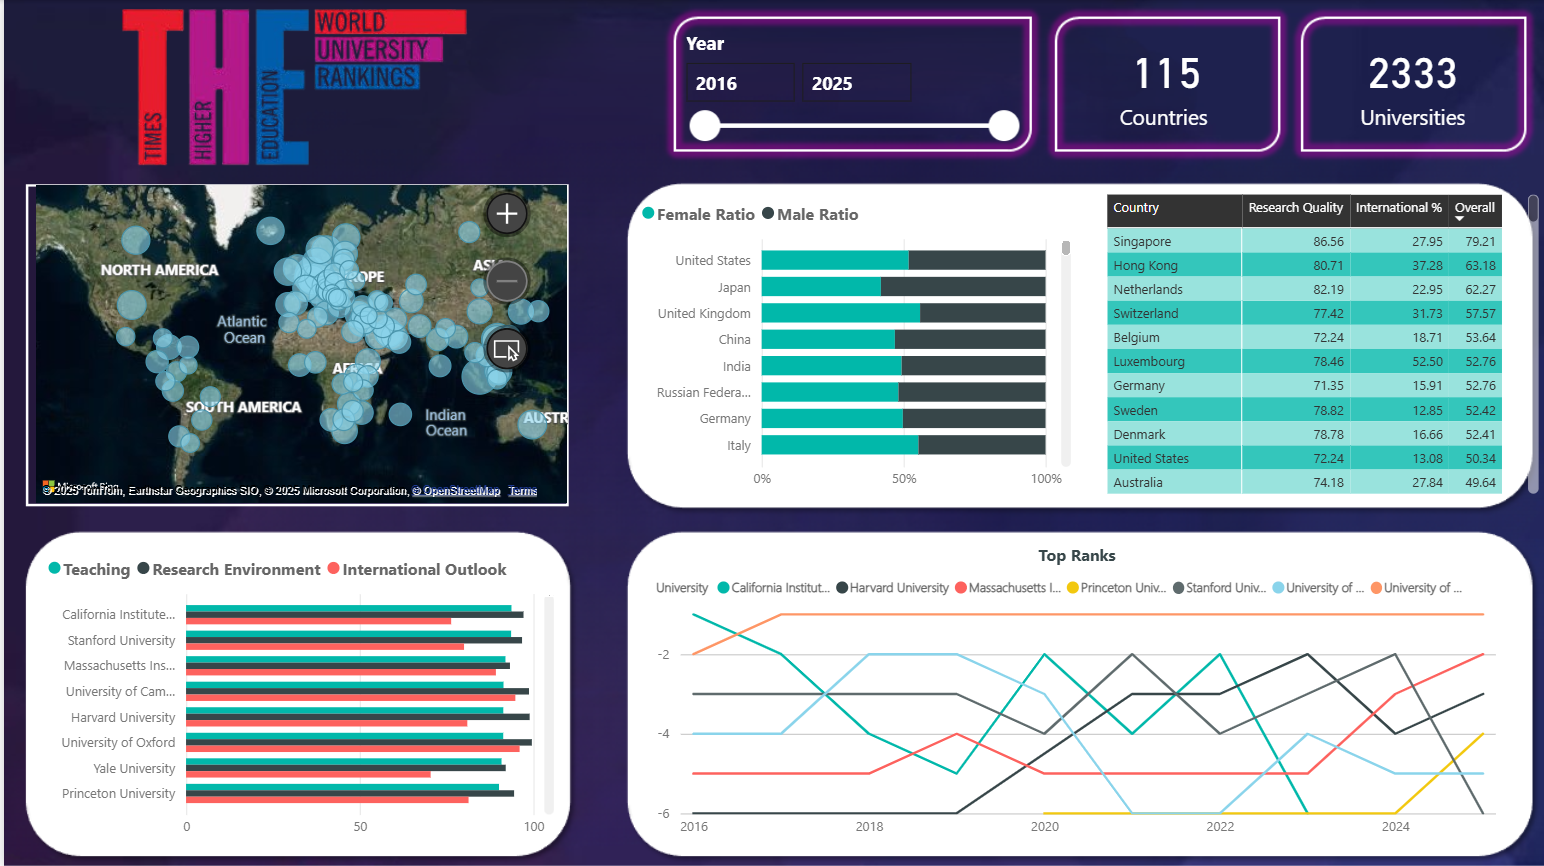 TIMES
HIGHER
EDUCATION
WORLD
UNIVERSITY
RANKINGS
Year
2016
2025
115
Countries
2333
Universities
NORTH AMERICA
Atlantic
Ocean
SOUTH AMERICA
Indian
Ocean
AUSTR
© 2025 TomTom, Earthstar Geographics SIO, © 2025 Microsoft Corporation, © OpenStreetMap Terms
Female Ratio Male Ratio
United States
Japan
United Kingdom
China
India
Russian Federa...
Germany
Italy
0% 50% 100%
Country Research Quality International % Overall
Singapore 86.56 27.95 79.21
Hong Kong 80.71 37.28 63.18
Netherlands 82.19 22.95 62.27
Switzerland 77.42 31.73 57.57
Belgium 72.24 18.71 53.64
Luxembourg 78.46 52.50 52.76
Germany 71.35 15.91 52.76
Sweden 78.82 12.85 52.42
Denmark 78.78 16.66 52.41
United States 72.24 13.08 50.34
Australia 74.18 27.84 49.64
Teaching Research Environment International Outlook
California Institute...
Stanford University
Massachusetts Ins...
University of Cam...
Harvard University
University of Oxford
Yale University
Princeton University
0 50 100
Top Ranks
University California Institut... Harvard University Massachusetts I... Princeton Univ... Stanford Univ... University of ... University of ...
-2
-4
-6
2016 2018 2020 2022 2024